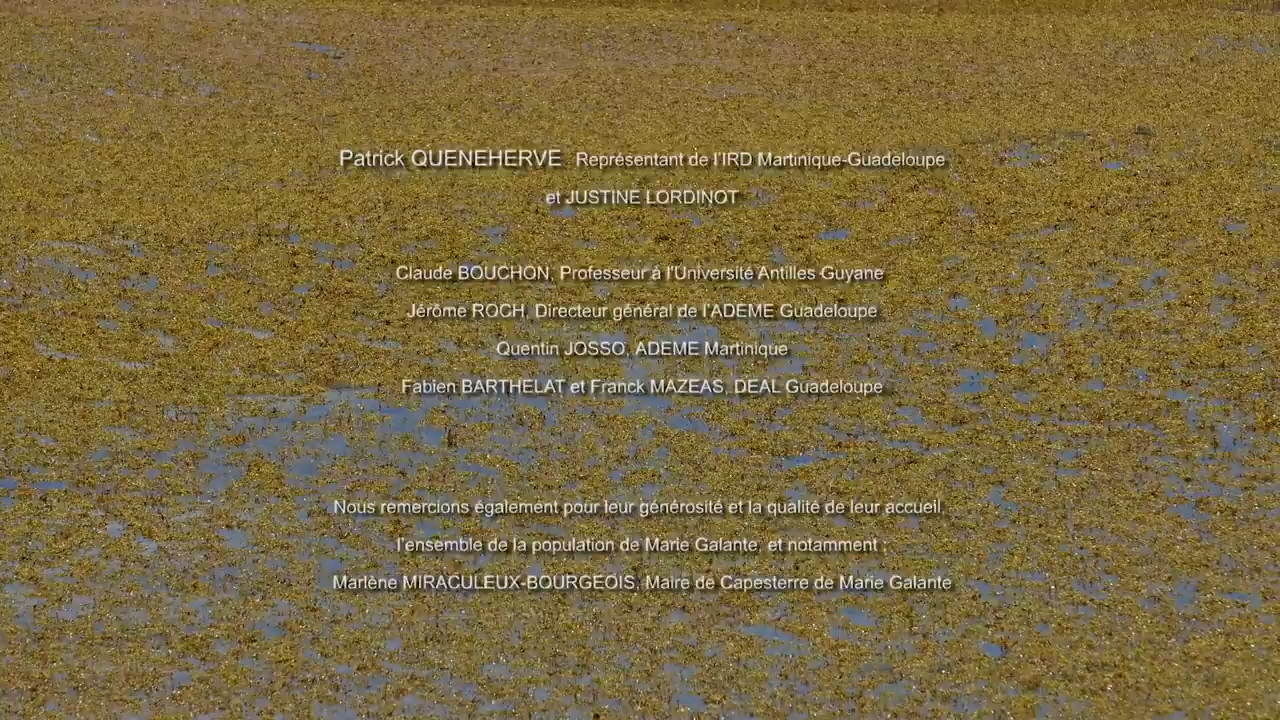 Patrick QUENEHERVE Représentant de l'IRD Martinique-Guadeloupe
et JUSTINE LORDINOT
Claude BOUCHON, Professeur à l'Université Antilles Guyane
Jérôme ROCH, Directeur général de l'ADEME Guadeloupe
Quentin JOSSO, ADEME Martinique
Fabien BARTHELAT et Franck MAZEAS, DEAL Guadeloupe
Nous remercions également pour leur générosité et la qualité de leur accueil,
l'ensemble de la population de Marie Galante, et notamment :
Marlène MIRACULEUX-BOURGEOIS, Maire de Capesterre de Marie Galante